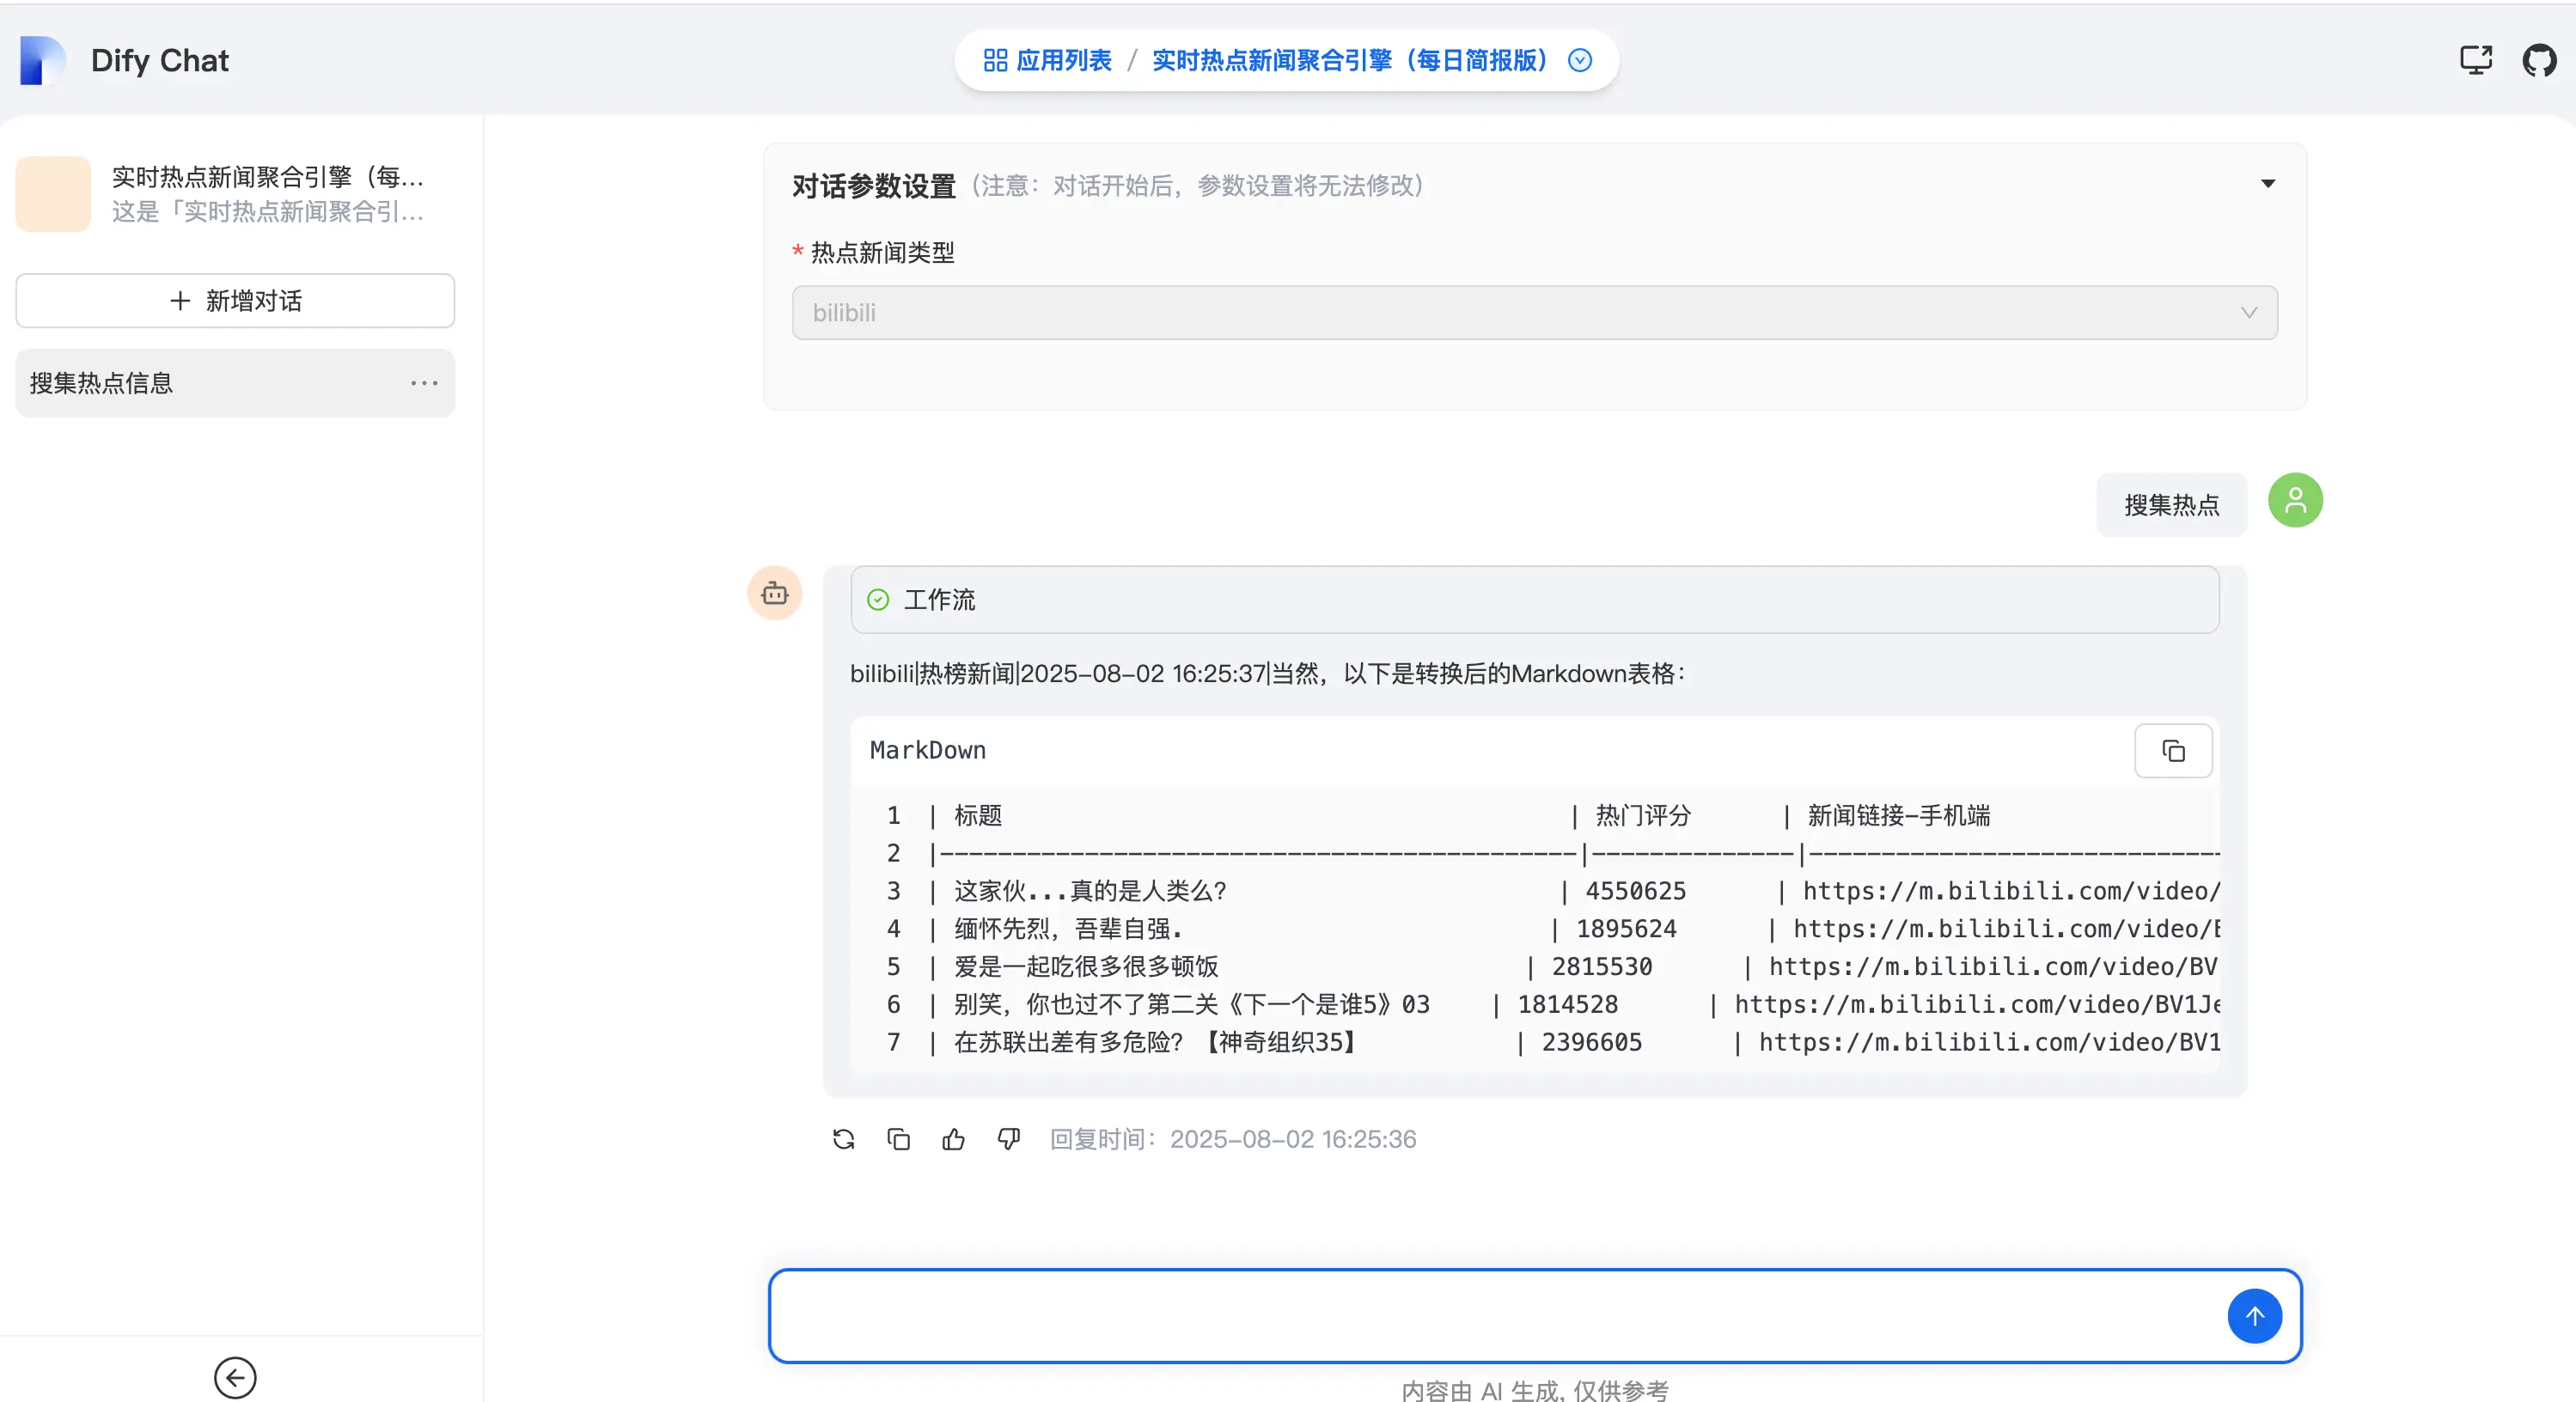 Dify Chat
应用列表 / 实时热点新闻聚合引擎（每日简报版）
实时热点新闻聚合引擎（每...
这是「实时热点新闻聚合引...
+ 新增对话
搜集热点信息 ···
对话参数设置（注意：对话开始后，参数设置将无法修改）
* 热点新闻类型
bilibili
搜集热点
工作流
bilibili|热榜新闻|2025-08-02 16:25:37|当然，以下是转换后的Markdown表格：
MarkDown
1 | 标题 | 热门评分 | 新闻链接-手机端
2 |--------------------------------------------|--------------|----------------------------
3 | 这家伙...真的是人类么？ | 4550625 | https://m.bilibili.com/video/
4 | 缅怀先烈，吾辈自强. | 1895624 | https://m.bilibili.com/video/B
5 | 爱是一起吃很多很多顿饭 | 2815530 | https://m.bilibili.com/video/BV
6 | 别笑，你也过不了第二关《下一个是谁5》03 | 1814528 | https://m.bilibili.com/video/BV1Je
7 | 在苏联出差有多危险？【神奇组织35】 | 2396605 | https://m.bilibili.com/video/BV1
回复时间：2025-08-02 16:25:36
内容由 AI 生成, 仅供参考